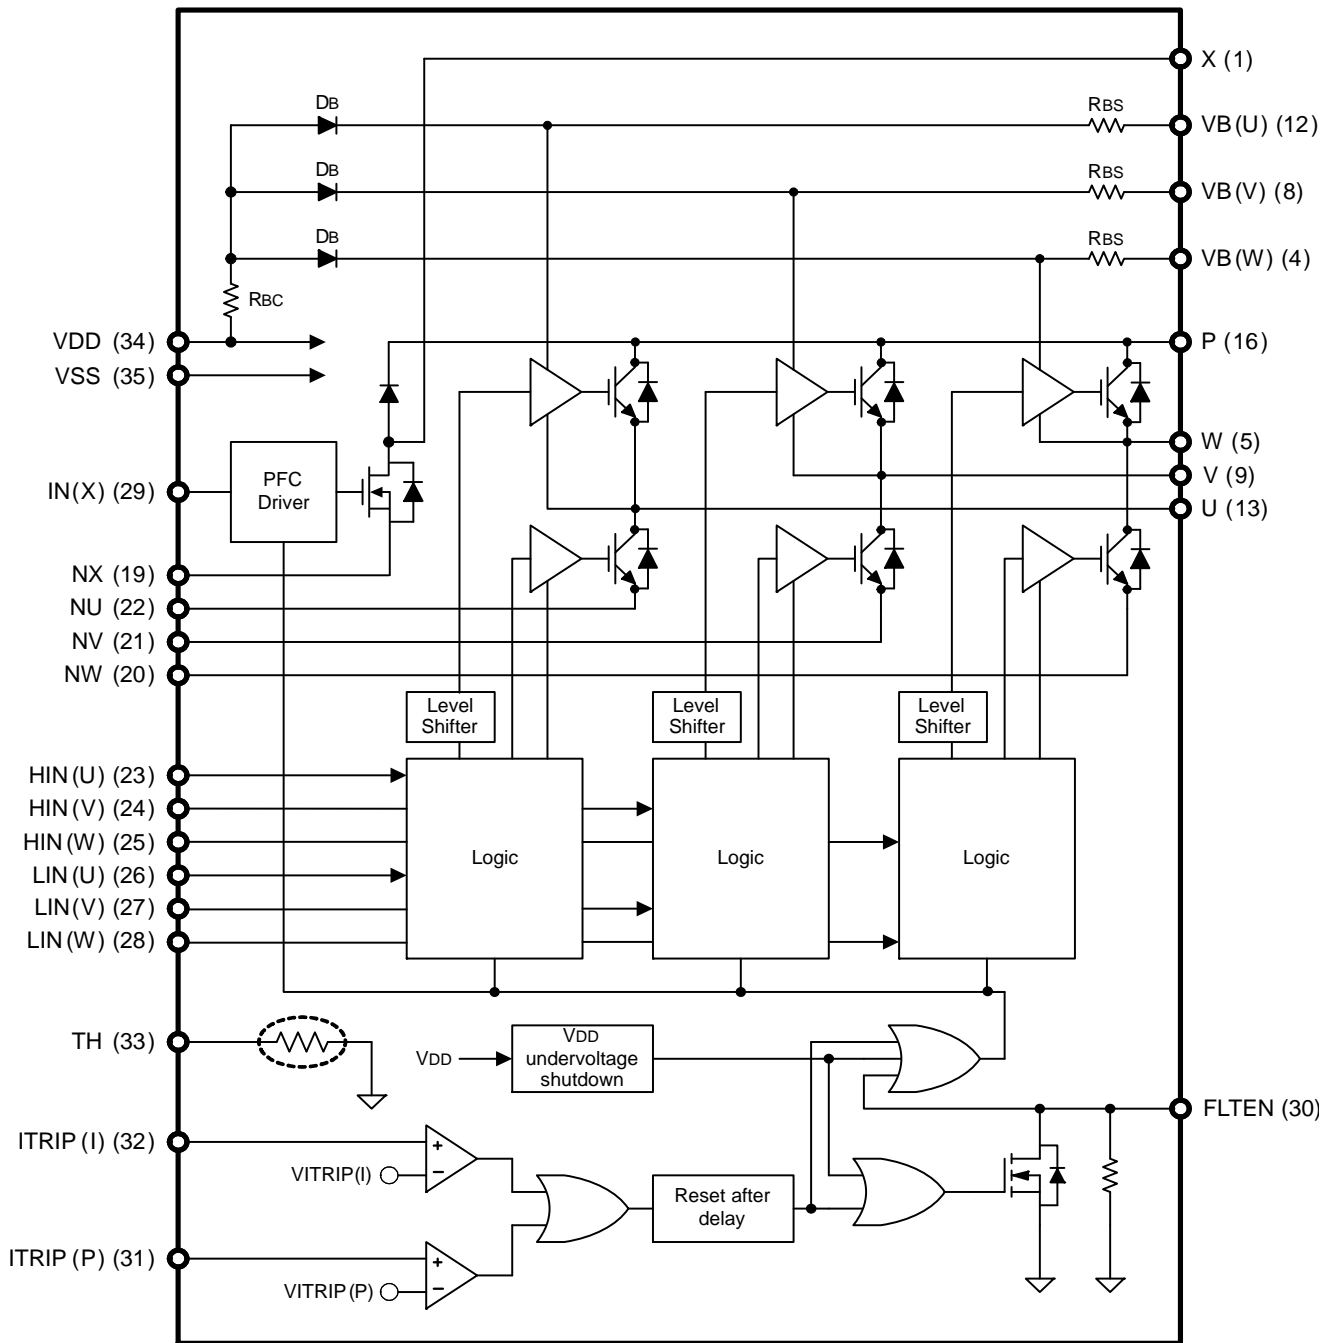 X (1)
DB
RBS
VB(U) (12)
DB
RBS
VB(V) (8)
DB
RBS
VB(W) (4)
RBC
VDD (34)
P (16)
VSS (35)
W (5)
PFC
Driver
IN(X) (29)
V (9)
U (13)
NX (19)
NU (22)
NV (21)
NW (20)
Level
Shifter
Level
Shifter
Level
Shifter
HIN(U) (23)
HIN(V) (24)
HIN(W) (25)
Logic
Logic
Logic
LIN(U) (26)
LIN(V) (27)
LIN(W) (28)
TH (33)
VDD
VDD
undervoltage
shutdown
FLTEN (30)
ITRIP(I) (32)
+
−
VITRIP(I)
Reset after
delay
ITRIP(P) (31)
+
−
VITRIP(P)